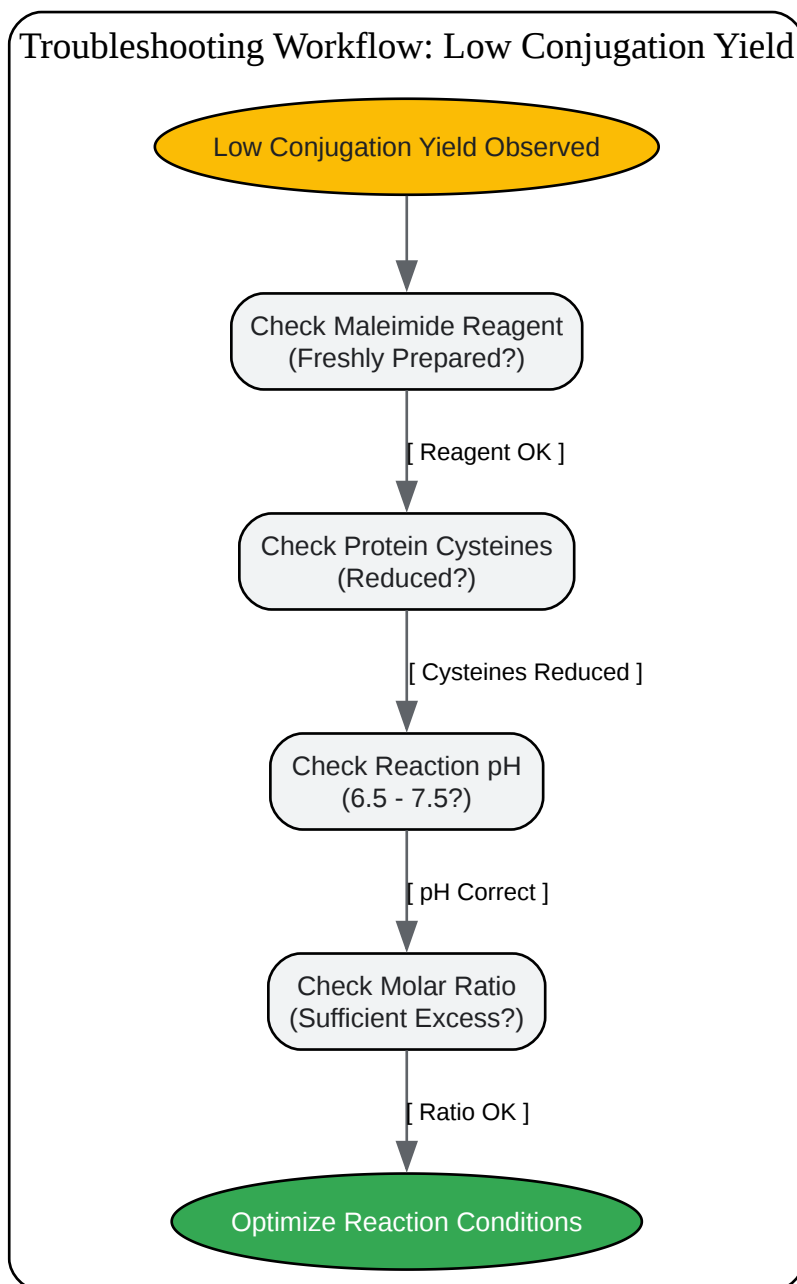 Troubleshooting Workflow: Low Conjugation Yield
Low Conjugation Yield Observed
Check Maleimide Reagent
(Freshly Prepared?)
[ Reagent OK ]
Check Protein Cysteines
(Reduced?)
[ Cysteines Reduced ]
Check Reaction pH
(6.5 - 7.5?)
[ pH Correct ]
Check Molar Ratio
(Sufficient Excess?)
[ Ratio OK ]
Optimize Reaction Conditions